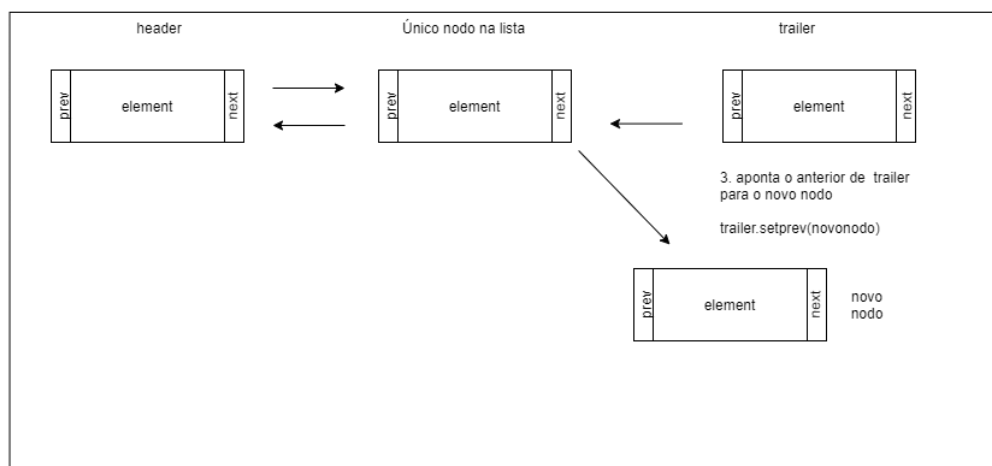 header
Único nodo na lista
trailer
prev
element
next
prev
element
next
prev
element
next
3. aponta o anterior de  trailer
para o novo nodo
trailer.setprev(novonodo)
prev
element
next
novo
nodo